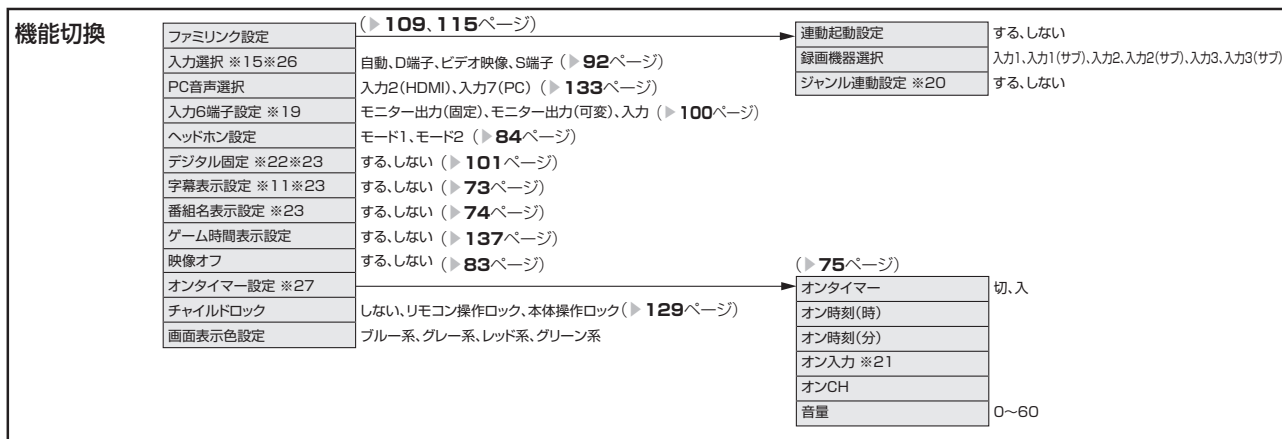 機能切換
ファミリンク設定 (▶109、115ページ)
入力選択 ※15※26 自動、D端子、ビデオ映像、S端子 (▶92ページ)
PC音声選択 入力2(HDMI)、入力7(PC) (▶133ページ)
入力6端子設定 ※19 モニター出力(固定)、モニター出力(可変)、入力 (▶100ページ)
ヘッドホン設定 モード1、モード2 (▶84ページ)
デジタル固定 ※22※23 する、しない (▶101ページ)
字幕表示設定 ※11※23 する、しない (▶73ページ)
番組名表示設定 ※23 する、しない (▶74ページ)
ゲーム時間表示設定 する、しない (▶137ページ)
映像オフ する、しない (▶83ページ)
オンタイマー設定 ※27
チャイルドロック しない、リモコン操作ロック、本体操作ロック(▶129ページ)
画面表示色設定 ブルー系、グレー系、レッド系、グリーン系
連動起動設定 する、しない
録画機器選択 入力1、入力1(サブ)、入力2、入力2(サブ)、入力3、入力3(サブ)
ジャンル連動設定 ※20 する、しない
(▶75ページ)
オンタイマー 切、入
オン時刻(時)
オン時刻(分)
オン入力 ※21
オンCH
音量 0～60